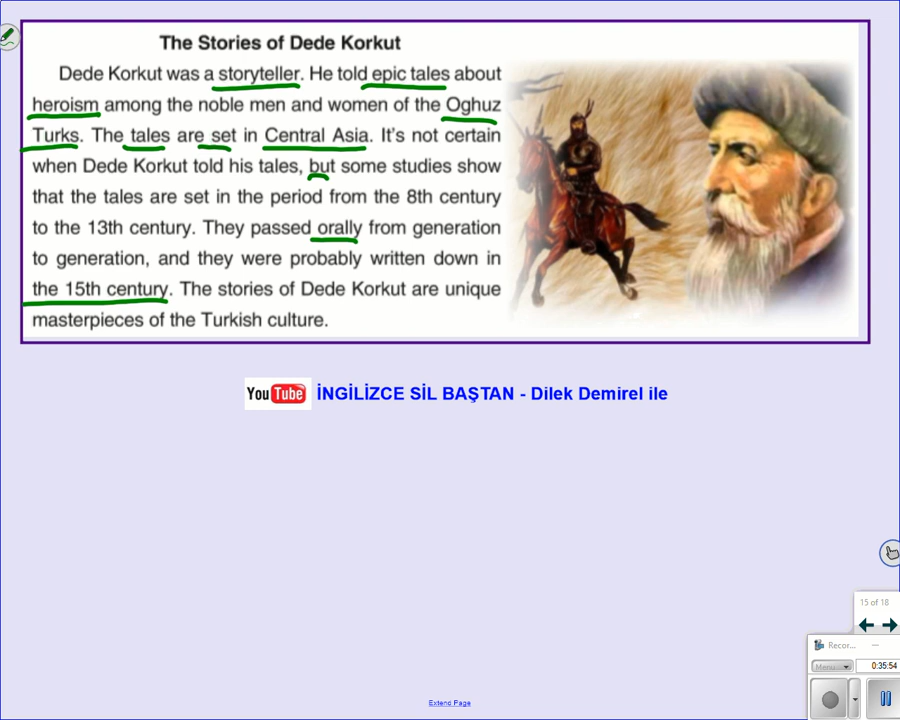 The Stories of Dede Korkut
Dede Korkut was a storyteller. He told epic tales about
heroism among the noble men and women of the Oghuz
Turks. The tales are set in Central Asia. It's not certain
when Dede Korkut told his tales, but some studies show
that the tales are set in the period from the 8th century
to the 13th century. They passed orally from generation
to generation, and they were probably written down in
the 15th century. The stories of Dede Korkut are unique
masterpieces of the Turkish culture.
YouTube İNGİLİZCE SİL BAŞTAN - Dilek Demirel ile
15 of 18
Recor...
Menu
0:35:54
Extend Page